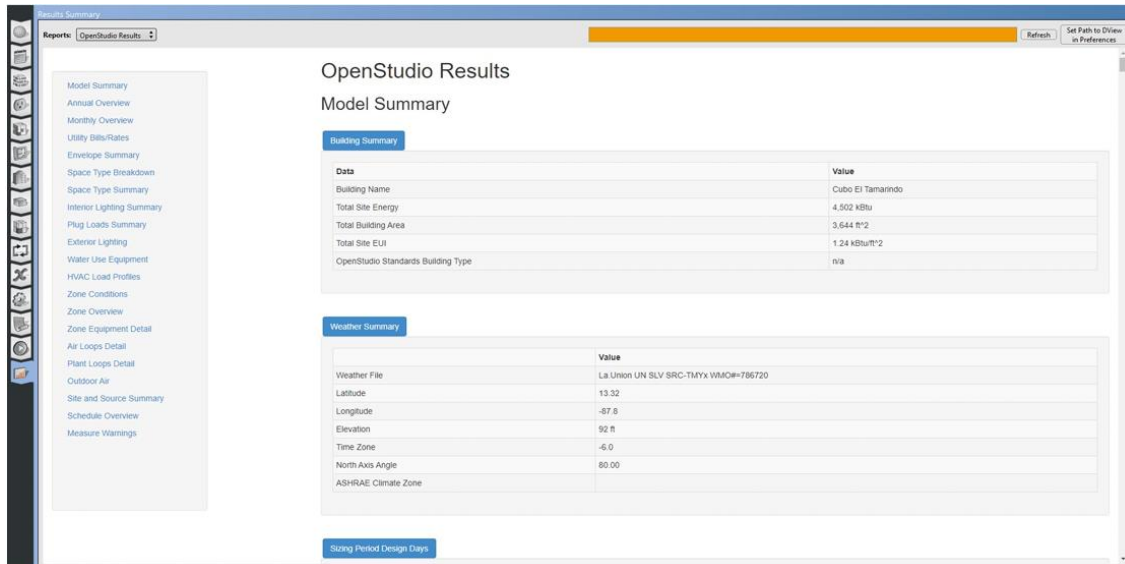 Results Summary
Reports: OpenStudio Results
Refresh
Set Path to DView
in Preferences
Model Summary
Annual Overview
Monthly Overview
Utility Bills/Rates
Envelope Summary
Space Type Breakdown
Space Type Summary
Interior Lighting Summary
Plug Loads Summary
Exterior Lighting
Water Use Equipment
HVAC Load Profiles
Zone Conditions
Zone Overview
Zone Equipment Detail
Air Loops Detail
Plant Loops Detail
Outdoor Air
Site and Source Summary
Schedule Overview
Measure Warnings
OpenStudio Results
Model Summary
Building Summary
Data Value
Building Name Cubo El Tamarindo
Total Site Energy 4,502 kBtu
Total Building Area 3,644 ft^2
Total Site EUI 1.24 kBtu/ft^2
OpenStudio Standards Building Type n/a
Weather Summary
Value
Weather File La.Union UN SLV SRC-TMYx WMO#=786720
Latitude 13.32
Longitude -87.8
Elevation 92 ft
Time Zone -6.0
North Axis Angle 80.00
ASHRAE Climate Zone
Sizing Period Design Days